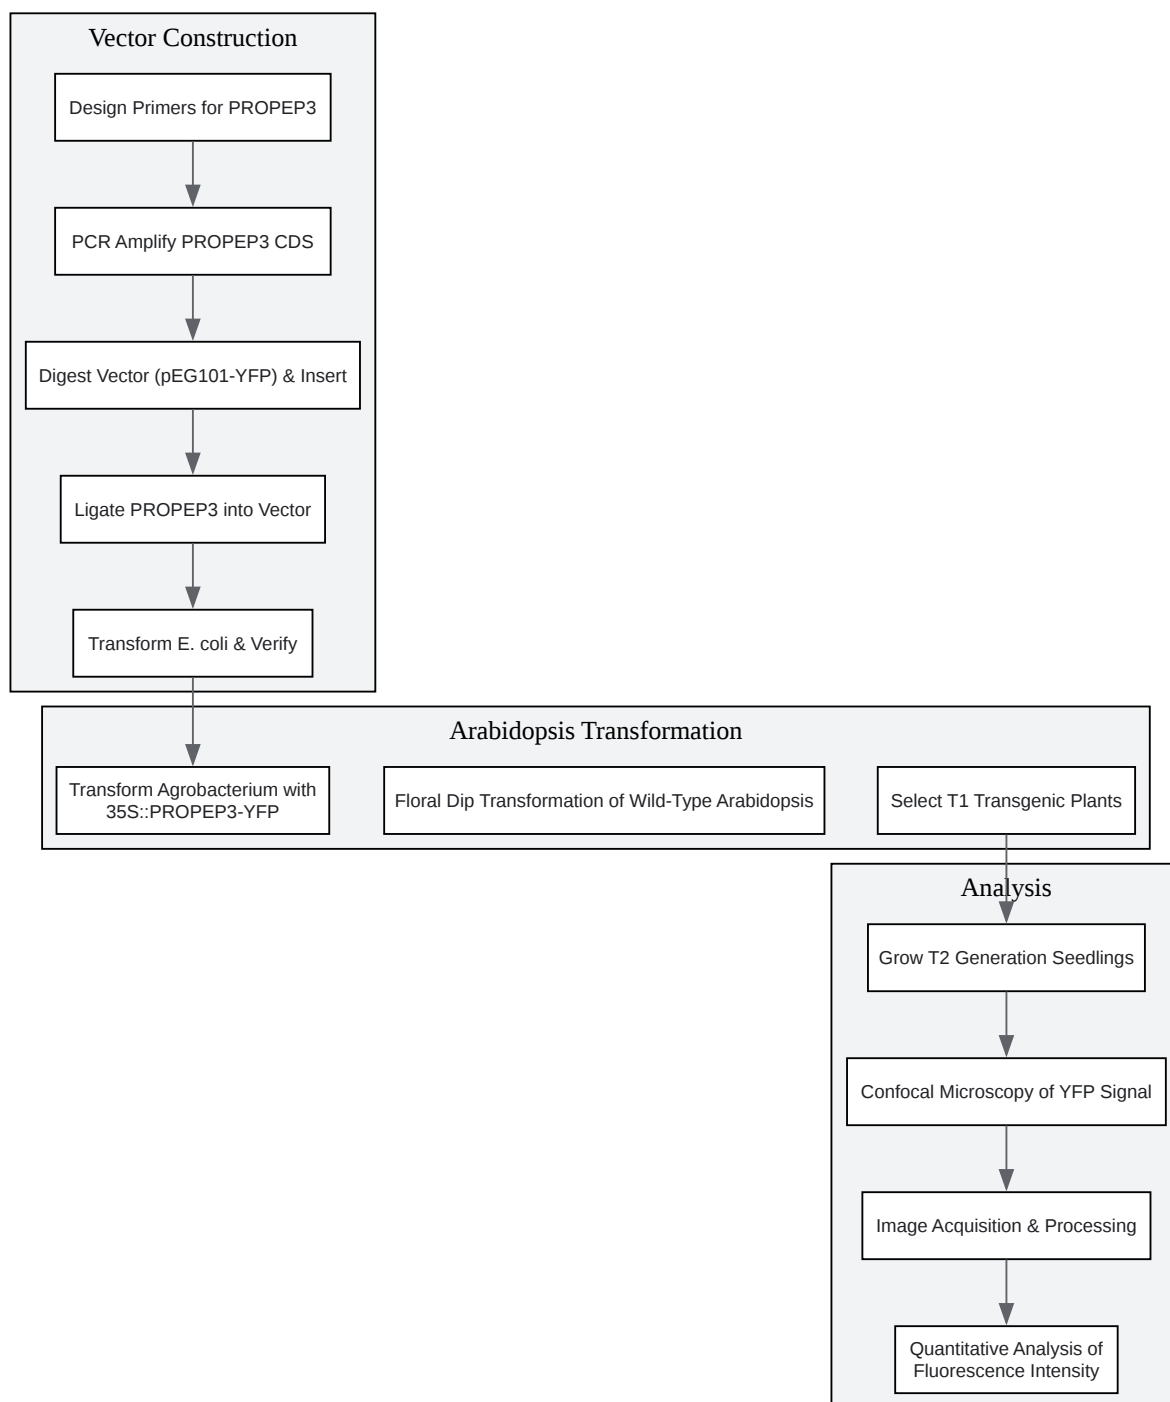 Vector Construction
Design Primers for PROPEP3
PCR Amplify PROPEP3 CDS
Digest Vector (pEG101-YFP) & Insert
Ligate PROPEP3 into Vector
Transform E. coli & Verify
Arabidopsis Transformation
Transform Agrobacterium with
35S::PROPEP3-YFP
Floral Dip Transformation of Wild-Type Arabidopsis
Select T1 Transgenic Plants
Analysis
Grow T2 Generation Seedlings
Confocal Microscopy of YFP Signal
Image Acquisition & Processing
Quantitative Analysis of
Fluorescence Intensity